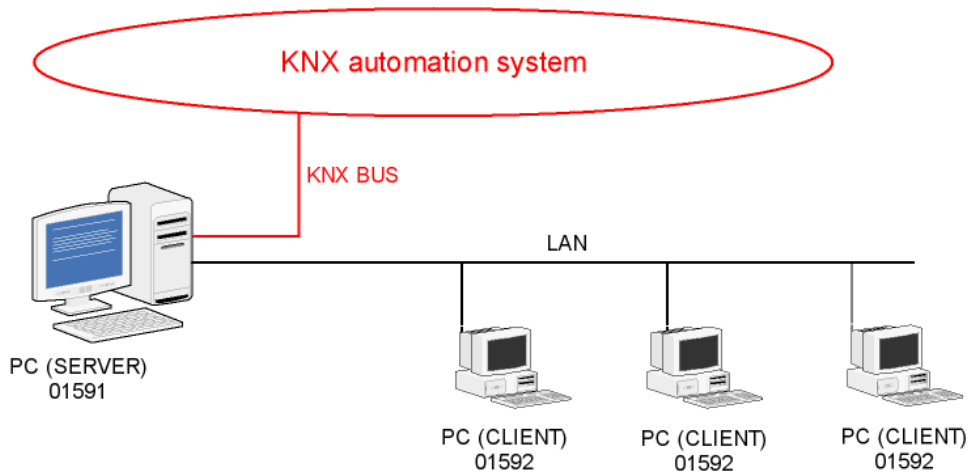 KNX automation system
KNX BUS
LAN
PC (SERVER)
01591
PC (CLIENT)
01592
PC (CLIENT)
01592
PC (CLIENT)
01592